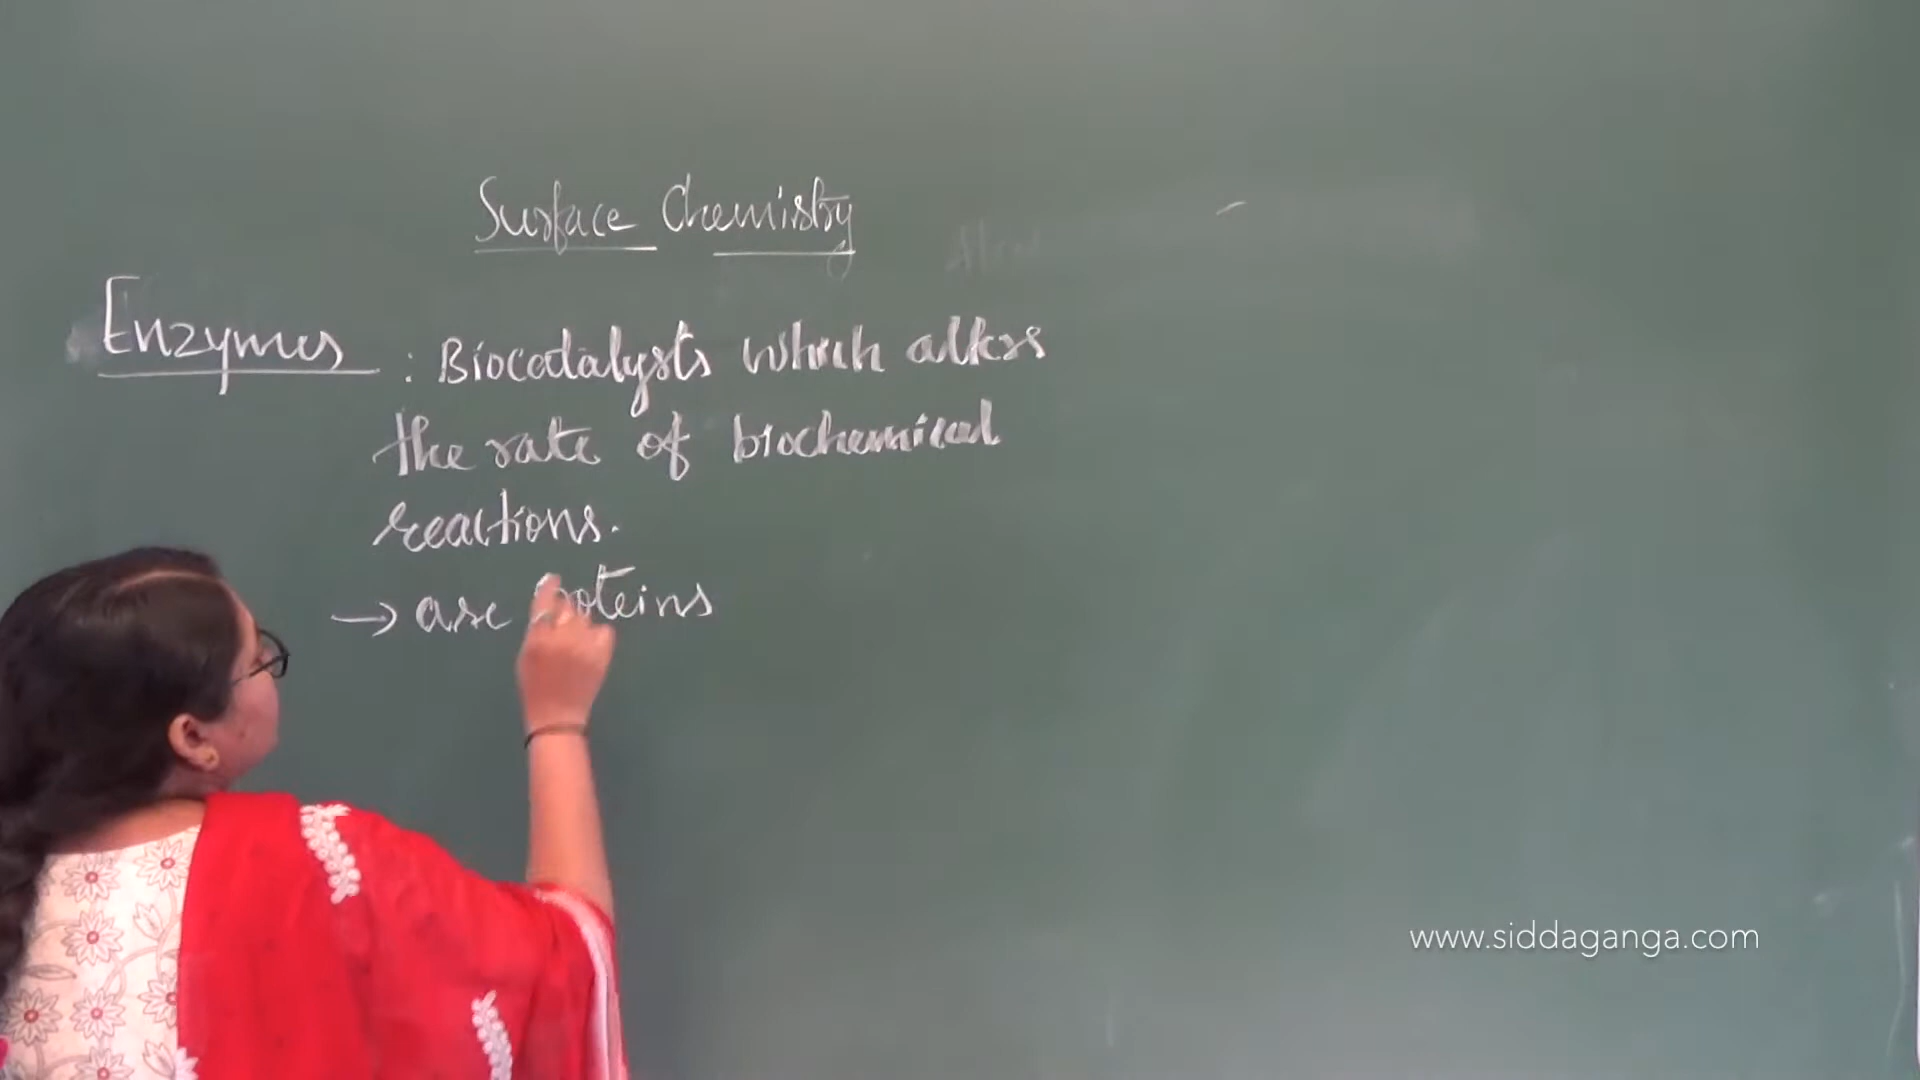 Surface Chemistry
Enzymes : Biocatalysts which alters
the rate of biochemical
reactions.
→ are proteins
www.siddaganga.com